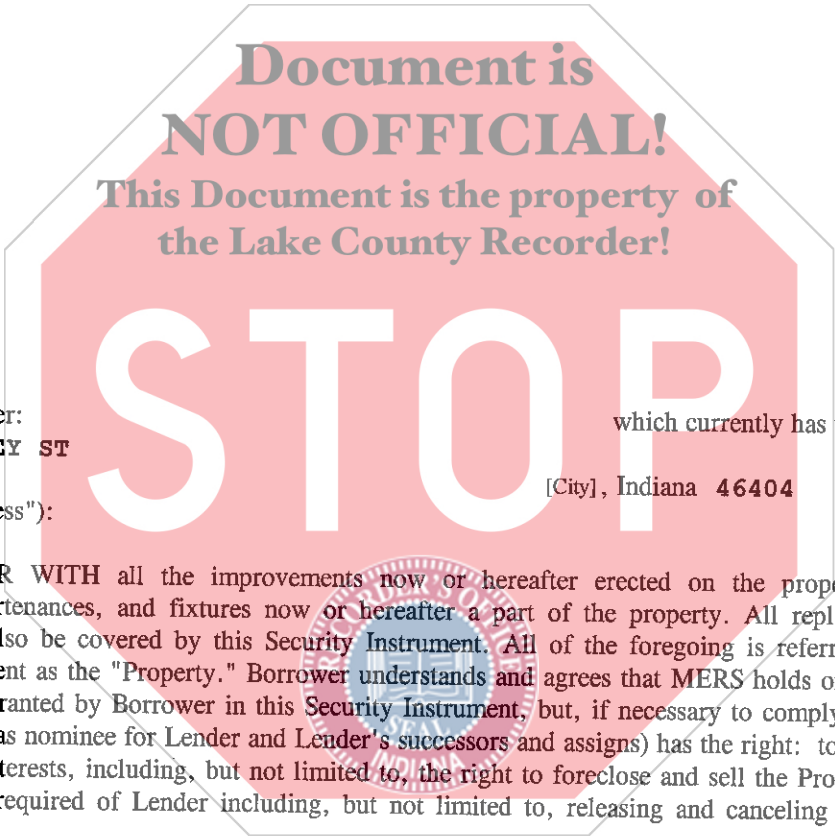 Document is
NOT OFFICIAL!
This Document is the property of
the Lake County Recorder!
STOP
er: which currently has
EY ST
[City], Indiana 46404
ess"):
R WITH all the improvements now or hereafter erected on the prope
rtenances, and fixtures now or hereafter a part of the property. All repl
lso be covered by this Security Instrument. All of the foregoing is referr
ent as the "Property." Borrower understands and agrees that MERS holds o
ranted by Borrower in this Security Instrument, but, if necessary to comply
as nominee for Lender and Lender's successors and assigns) has the right: to
terests, including, but not limited to, the right to foreclose and sell the Pro
required of Lender including, but not limited to, releasing and canceling
RECORDER'S OFFICE
SEAL
INDIANA